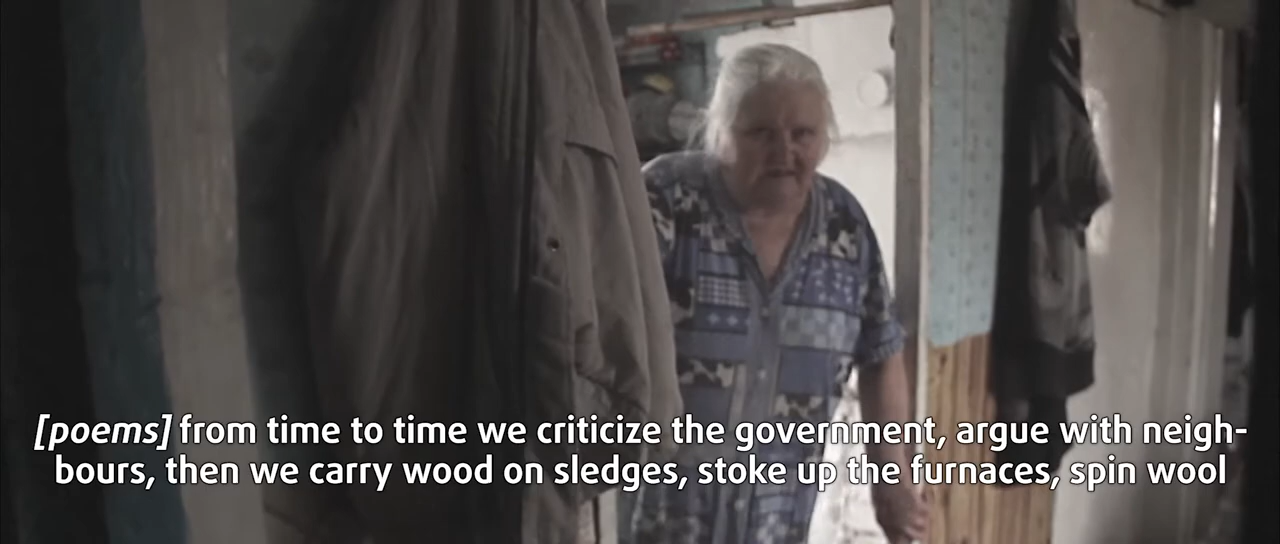 [poems] from time to time we criticize the government, argue with neigh-
bours, then we carry wood on sledges, stoke up the furnaces, spin wool